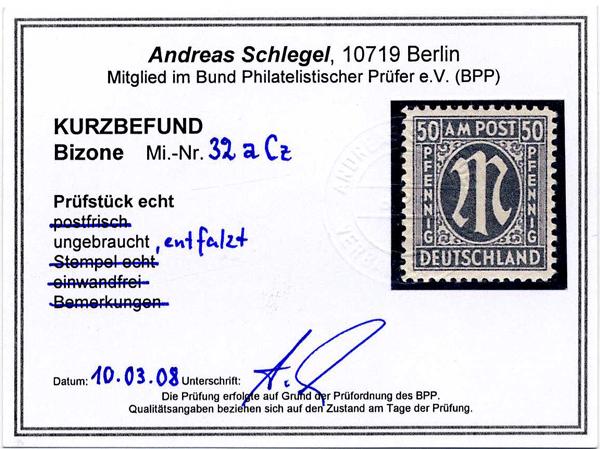 Andreas Schlegel, 10719 Berlin
Mitglied im Bund Philatelistischer Prüfer e.V. (BPP)
KURZBEFUND
Bizone Mi.-Nr. 32 a Cz
Prüfstück echt
postfrisch
ungebraucht, entfalzt
Stempel echt
einwandfrei
Bemerkungen
50 AM POST 50
PFENNIG PFENNIG
M
DEUTSCHLAND
Datum: 10.03.08 Unterschrift:
Die Prüfung erfolgte auf Grund der Prüfordnung des BPP.
Qualitätsangaben beziehen sich auf den Zustand am Tage der Prüfung.